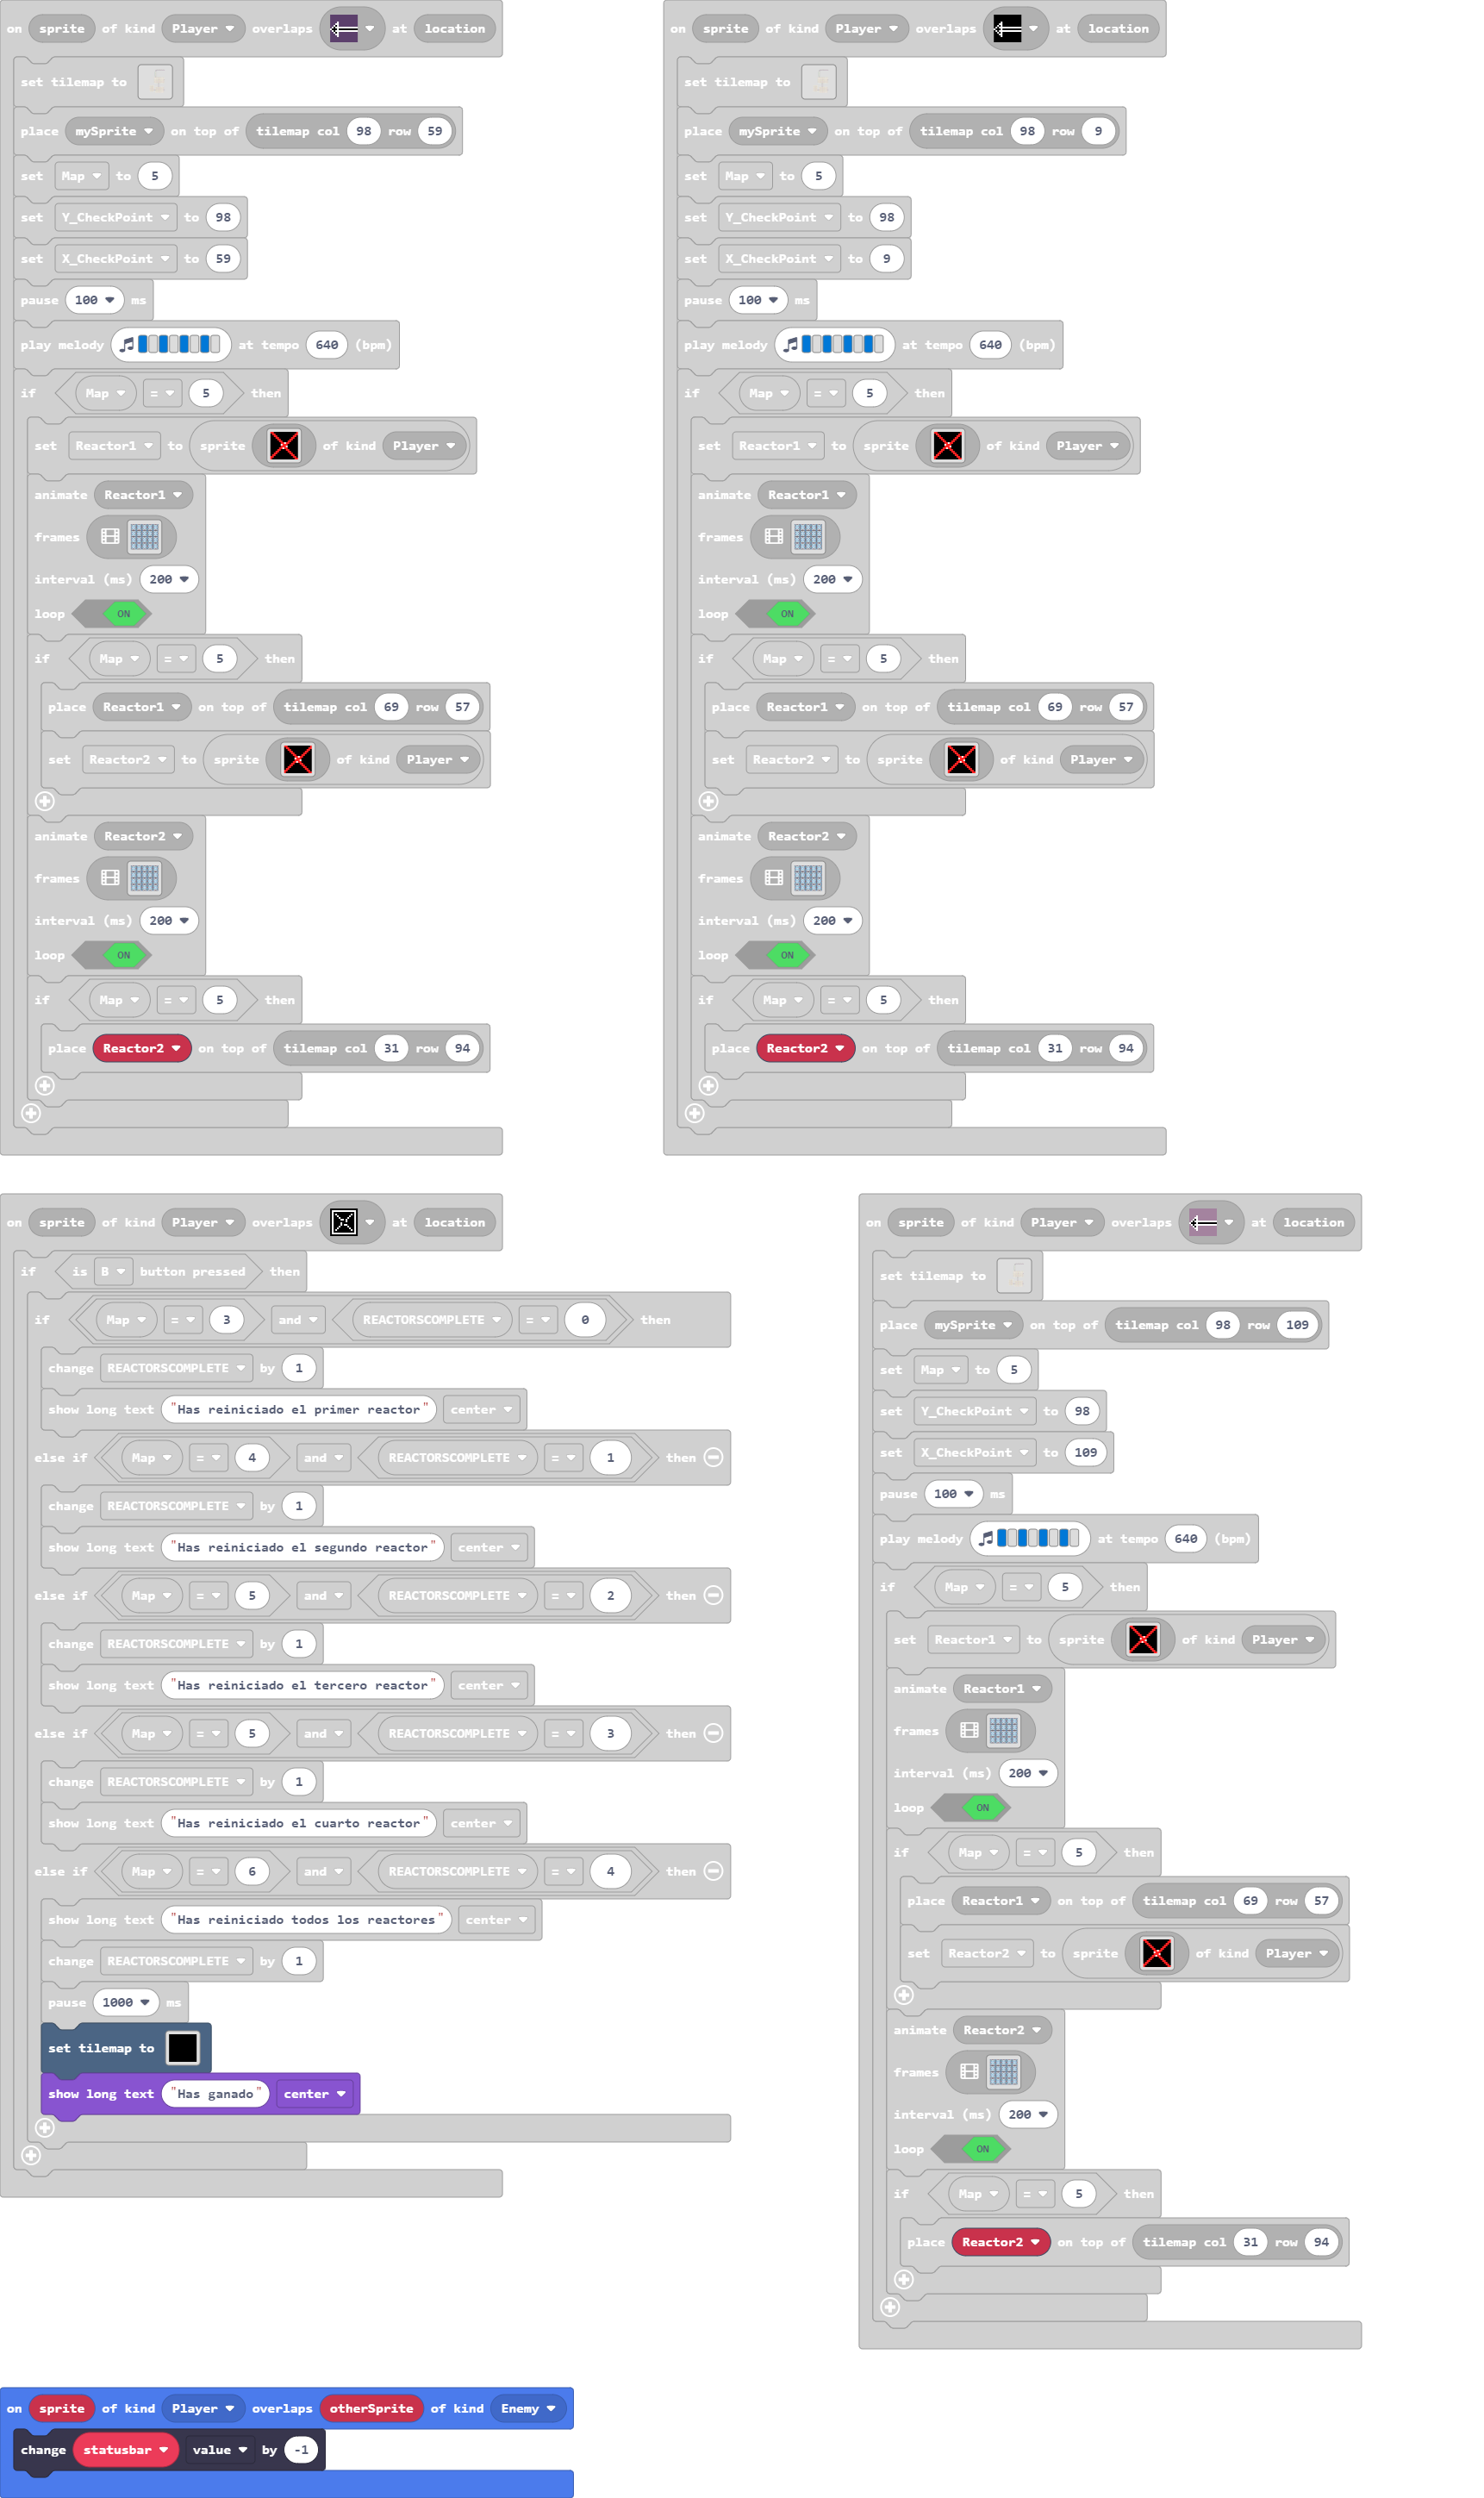 on sprite of kind Player overlaps at location
set tilemap to
place mySprite on top of tilemap col 98 row 59
set Map to 5
set Y_CheckPoint to 98
set X_CheckPoint to 59
pause 100 ms
play melody at tempo 640 (bpm)
if Map = 5 then
set Reactor1 to sprite of kind Player
animate Reactor1
frames
interval (ms) 200
loop ON
if Map = 5 then
place Reactor1 on top of tilemap col 69 row 57
set Reactor2 to sprite of kind Player
animate Reactor2
frames
interval (ms) 200
loop ON
if Map = 5 then
place Reactor2 on top of tilemap col 31 row 94
on sprite of kind Player overlaps at location
set tilemap to
place mySprite on top of tilemap col 98 row 9
set Map to 5
set Y_CheckPoint to 98
set X_CheckPoint to 9
pause 100 ms
play melody at tempo 640 (bpm)
if Map = 5 then
set Reactor1 to sprite of kind Player
animate Reactor1
frames
interval (ms) 200
loop ON
if Map = 5 then
place Reactor1 on top of tilemap col 69 row 57
set Reactor2 to sprite of kind Player
animate Reactor2
frames
interval (ms) 200
loop ON
if Map = 5 then
place Reactor2 on top of tilemap col 31 row 94
on sprite of kind Player overlaps at location
if is B button pressed then
if Map = 3 and REACTORSCOMPLETE = 0 then
change REACTORSCOMPLETE by 1
show long text "Has reiniciado el primer reactor" center
else if Map = 4 and REACTORSCOMPLETE = 1 then
change REACTORSCOMPLETE by 1
show long text "Has reiniciado el segundo reactor" center
else if Map = 5 and REACTORSCOMPLETE = 2 then
change REACTORSCOMPLETE by 1
show long text "Has reiniciado el tercero reactor" center
else if Map = 5 and REACTORSCOMPLETE = 3 then
change REACTORSCOMPLETE by 1
show long text "Has reiniciado el cuarto reactor" center
else if Map = 6 and REACTORSCOMPLETE = 4 then
show long text "Has reiniciado todos los reactores" center
change REACTORSCOMPLETE by 1
pause 1000 ms
set tilemap to
show long text "Has ganado" center
on sprite of kind Player overlaps at location
set tilemap to
place mySprite on top of tilemap col 98 row 109
set Map to 5
set Y_CheckPoint to 98
set X_CheckPoint to 109
pause 100 ms
play melody at tempo 640 (bpm)
if Map = 5 then
set Reactor1 to sprite of kind Player
animate Reactor1
frames
interval (ms) 200
loop ON
if Map = 5 then
place Reactor1 on top of tilemap col 69 row 57
set Reactor2 to sprite of kind Player
animate Reactor2
frames
interval (ms) 200
loop ON
if Map = 5 then
place Reactor2 on top of tilemap col 31 row 94
on sprite of kind Player overlaps otherSprite of kind Enemy
change statusbar value by -1